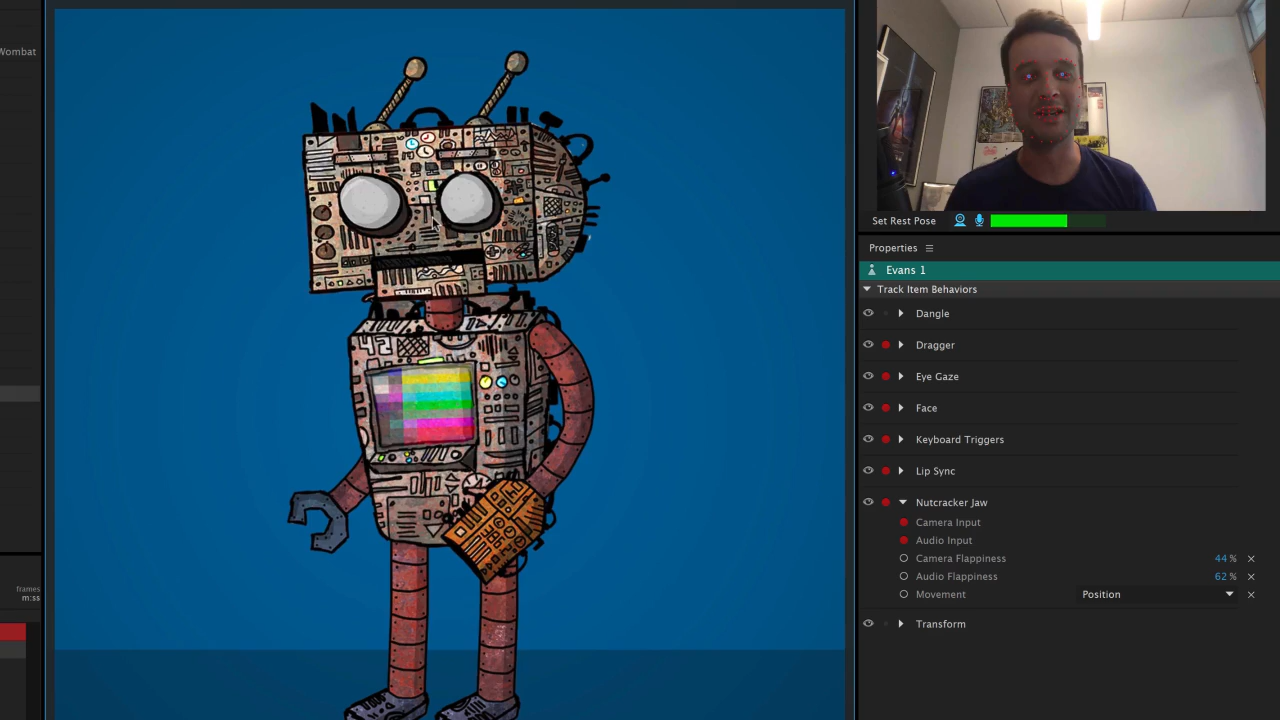 Wombat
Set Rest Pose
Properties
Evans 1
Track Item Behaviors
Dangle
Dragger
Eye Gaze
Face
Keyboard Triggers
Lip Sync
Nutcracker Jaw
Camera Input
Audio Input
Camera Flappiness 44 %
Audio Flappiness 62 %
Movement Position
Transform
frames
m:ss
42